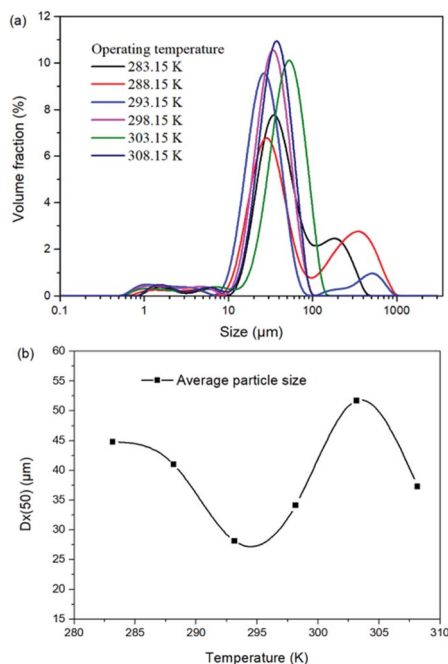 (a)
12
10
8
6
4
2
0
Volume fraction (%)
Operating temperature
283.15 K
288.15 K
293.15 K
298.15 K
303.15 K
308.15 K
0.1 1 10 100 1000
Size (µm)
(b)
60
55
50
45
40
35
30
25
20
15
Dx(50) (µm)
Average particle size
280 285 290 295 300 305 310
Temperature (K)